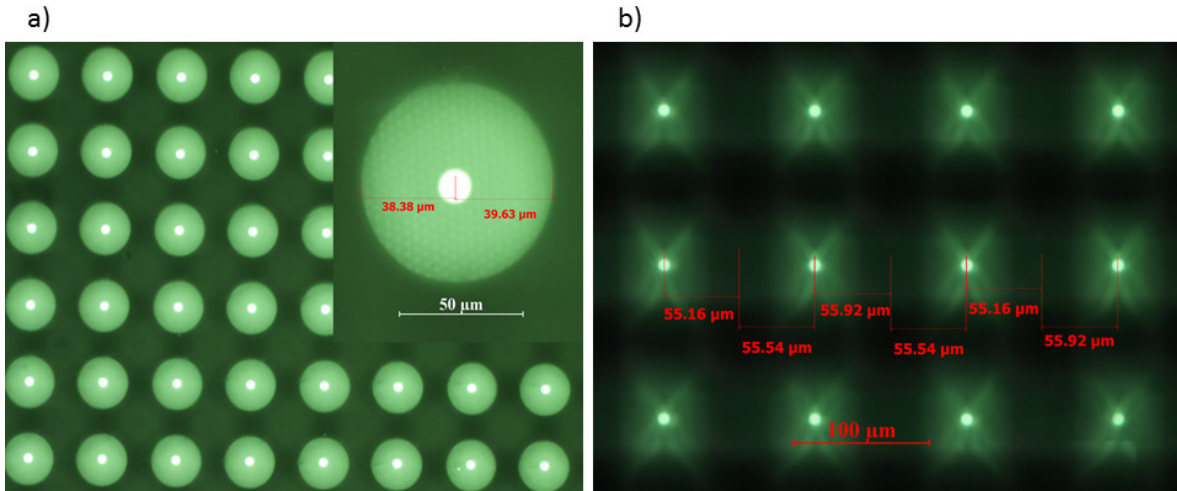 a)
b)
38.38 µm
39.63 µm
50 µm
55.16 µm
55.92 µm
55.16 µm
55.54 µm
55.54 µm
55.92 µm
100 µm